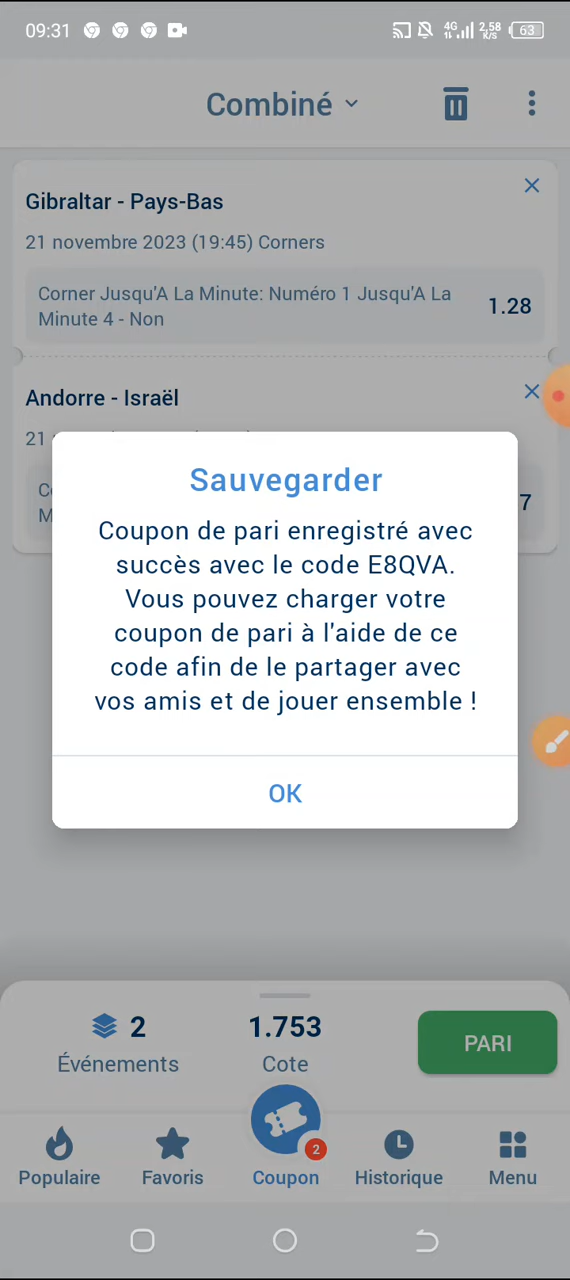 09:31
4G 2,58 K/S 63
Combiné
Gibraltar - Pays-Bas
21 novembre 2023 (19:45) Corners
Corner Jusqu'A La Minute: Numéro 1 Jusqu'A La
Minute 4 - Non
1.28
Andorre - Israël
21
7
Sauvegarder
Coupon de pari enregistré avec
succès avec le code E8QVA.
Vous pouvez charger votre
coupon de pari à l'aide de ce
code afin de le partager avec
vos amis et de jouer ensemble !
OK
2
1.753
PARI
Événements
Cote
2
Populaire
Favoris
Coupon
Historique
Menu